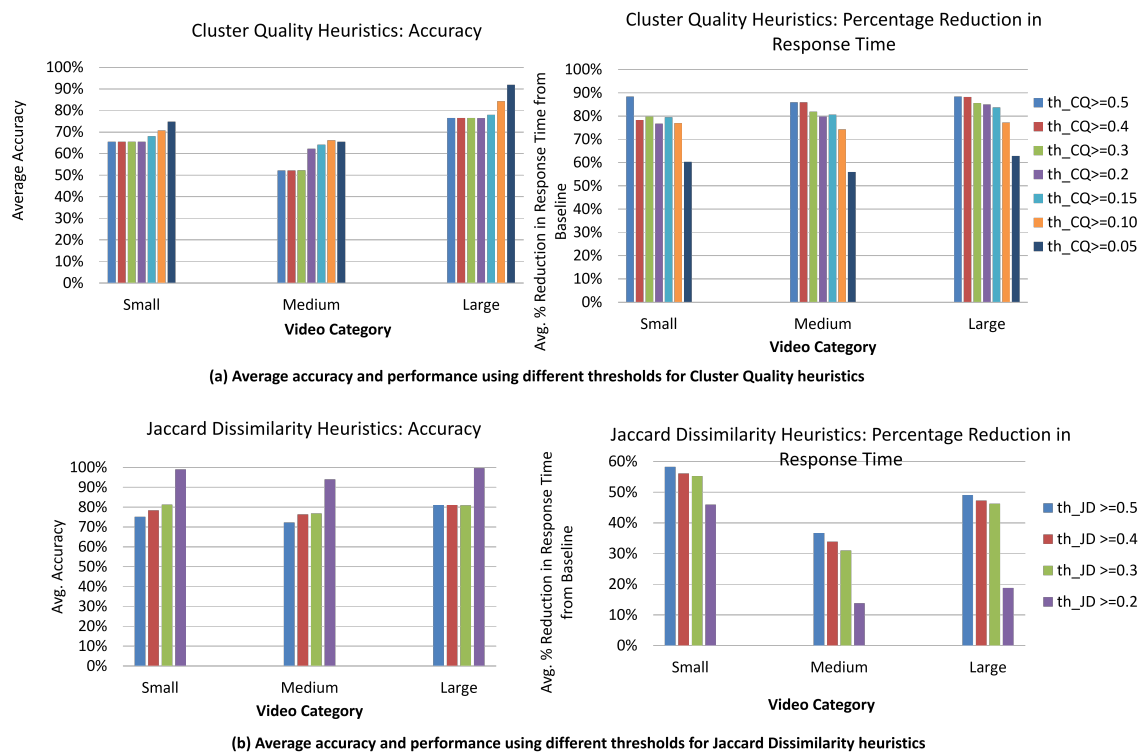 Cluster Quality Heuristics: Accuracy
Average Accuracy
100%
90%
80%
70%
60%
50%
40%
30%
20%
10%
0%
Small
Medium
Large
Video Category
Cluster Quality Heuristics: Percentage Reduction in
Response Time
Avg. % Reduction in Response Time from
Baseline
100%
90%
80%
70%
60%
50%
40%
30%
20%
10%
0%
Small
Medium
Large
Video Category
th_CQ>=0.5
th_CQ>=0.4
th_CQ>=0.3
th_CQ>=0.2
th_CQ>=0.15
th_CQ>=0.10
th_CQ>=0.05
(a) Average accuracy and performance using different thresholds for Cluster Quality heuristics
Jaccard Dissimilarity Heuristics: Accuracy
Avg. Accuracy
100%
90%
80%
70%
60%
50%
40%
30%
20%
10%
0%
Small
Medium
Large
Video Category
Jaccard Dissimilarity Heuristics: Percentage Reduction in
Response Time
Avg. % Reduction in Response Time
from Baseline
60%
50%
40%
30%
20%
10%
0%
Small
Medium
Large
Video Category
th_JD >=0.5
th_JD >=0.4
th_JD >=0.3
th_JD >=0.2
(b) Average accuracy and performance using different thresholds for Jaccard Dissimilarity heuristics